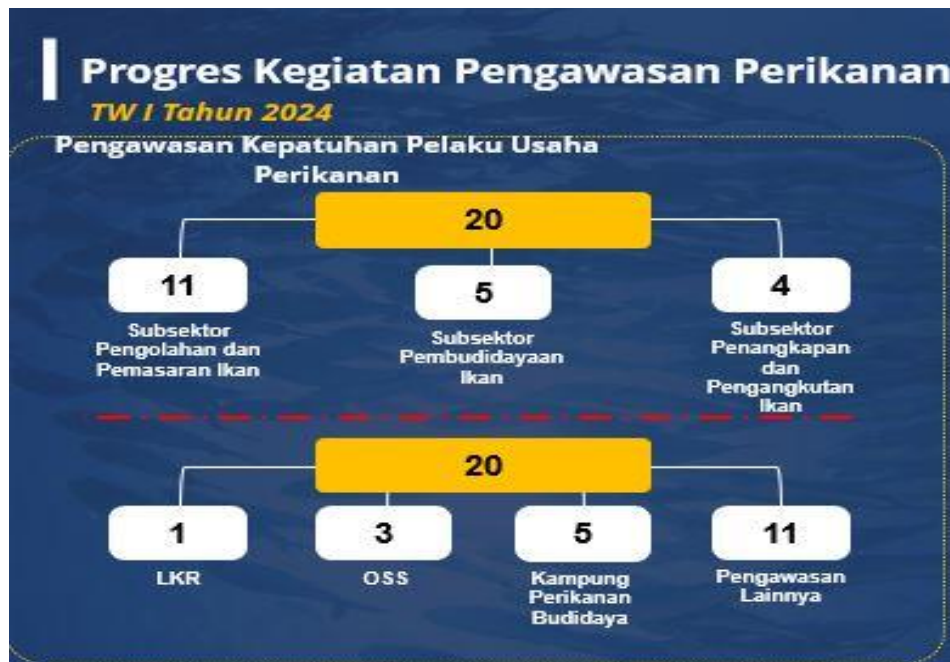 Progres Kegiatan Pengawasan Perikanan
TW I Tahun 2024
Pengawasan Kepatuhan Pelaku Usaha
Perikanan
20
11
5
4
Subsektor
Pengolahan dan
Pemasaran Ikan
Subsektor
Pembudidayaan
Ikan
Subsektor
Penangkapan
dan
Pengangkutan
Ikan
20
1
3
5
11
LKR
OSS
Kampung
Perikanan
Budidaya
Pengawasan
Lainnya